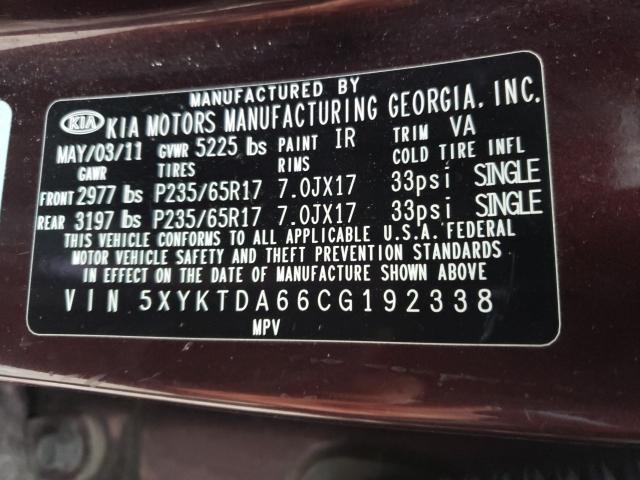 MANUFACTURED BY
KIA KIA MOTORS MANUFACTURING GEORGIA, INC.
MAY/03/11 GVWR 5225 lbs PAINT IR TRIM VA
GAWR TIRES RIMS COLD TIRE INFL
FRONT 2977 lbs P235/65R17 7.0JX17 33psi SINGLE
REAR 3197 lbs P235/65R17 7.0JX17 33psi SINGLE
THIS VEHICLE CONFORMS TO ALL APPLICABLE U.S.A. FEDERAL
MOTOR VEHICLE SAFETY AND THEFT PREVENTION STANDARDS
IN EFFECT ON THE DATE OF MANUFACTURE SHOWN ABOVE
VIN 5XYKTDA66CG192338
MPV